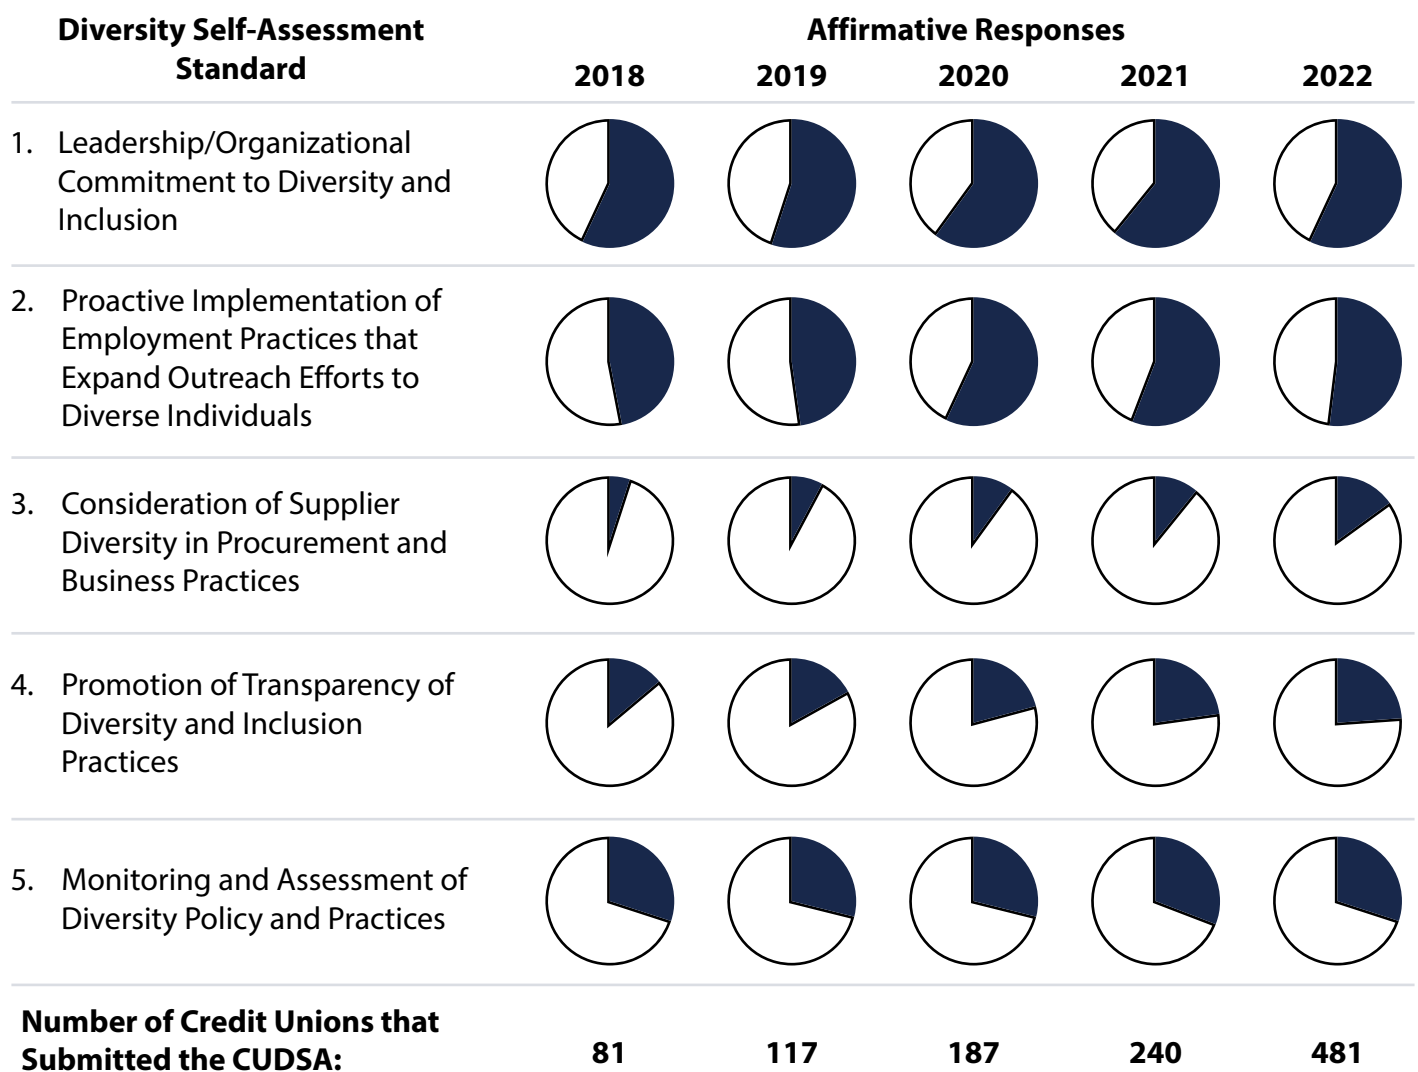 Diversity Self-Assessment
Standard
Affirmative Responses
2018 2019 2020 2021 2022
1. Leadership/Organizational
Commitment to Diversity and
Inclusion
2. Proactive Implementation of
Employment Practices that
Expand Outreach Efforts to
Diverse Individuals
3. Consideration of Supplier
Diversity in Procurement and
Business Practices
4. Promotion of Transparency of
Diversity and Inclusion
Practices
5. Monitoring and Assessment of
Diversity Policy and Practices
Number of Credit Unions that
Submitted the CUDSA:
81 117 187 240 481